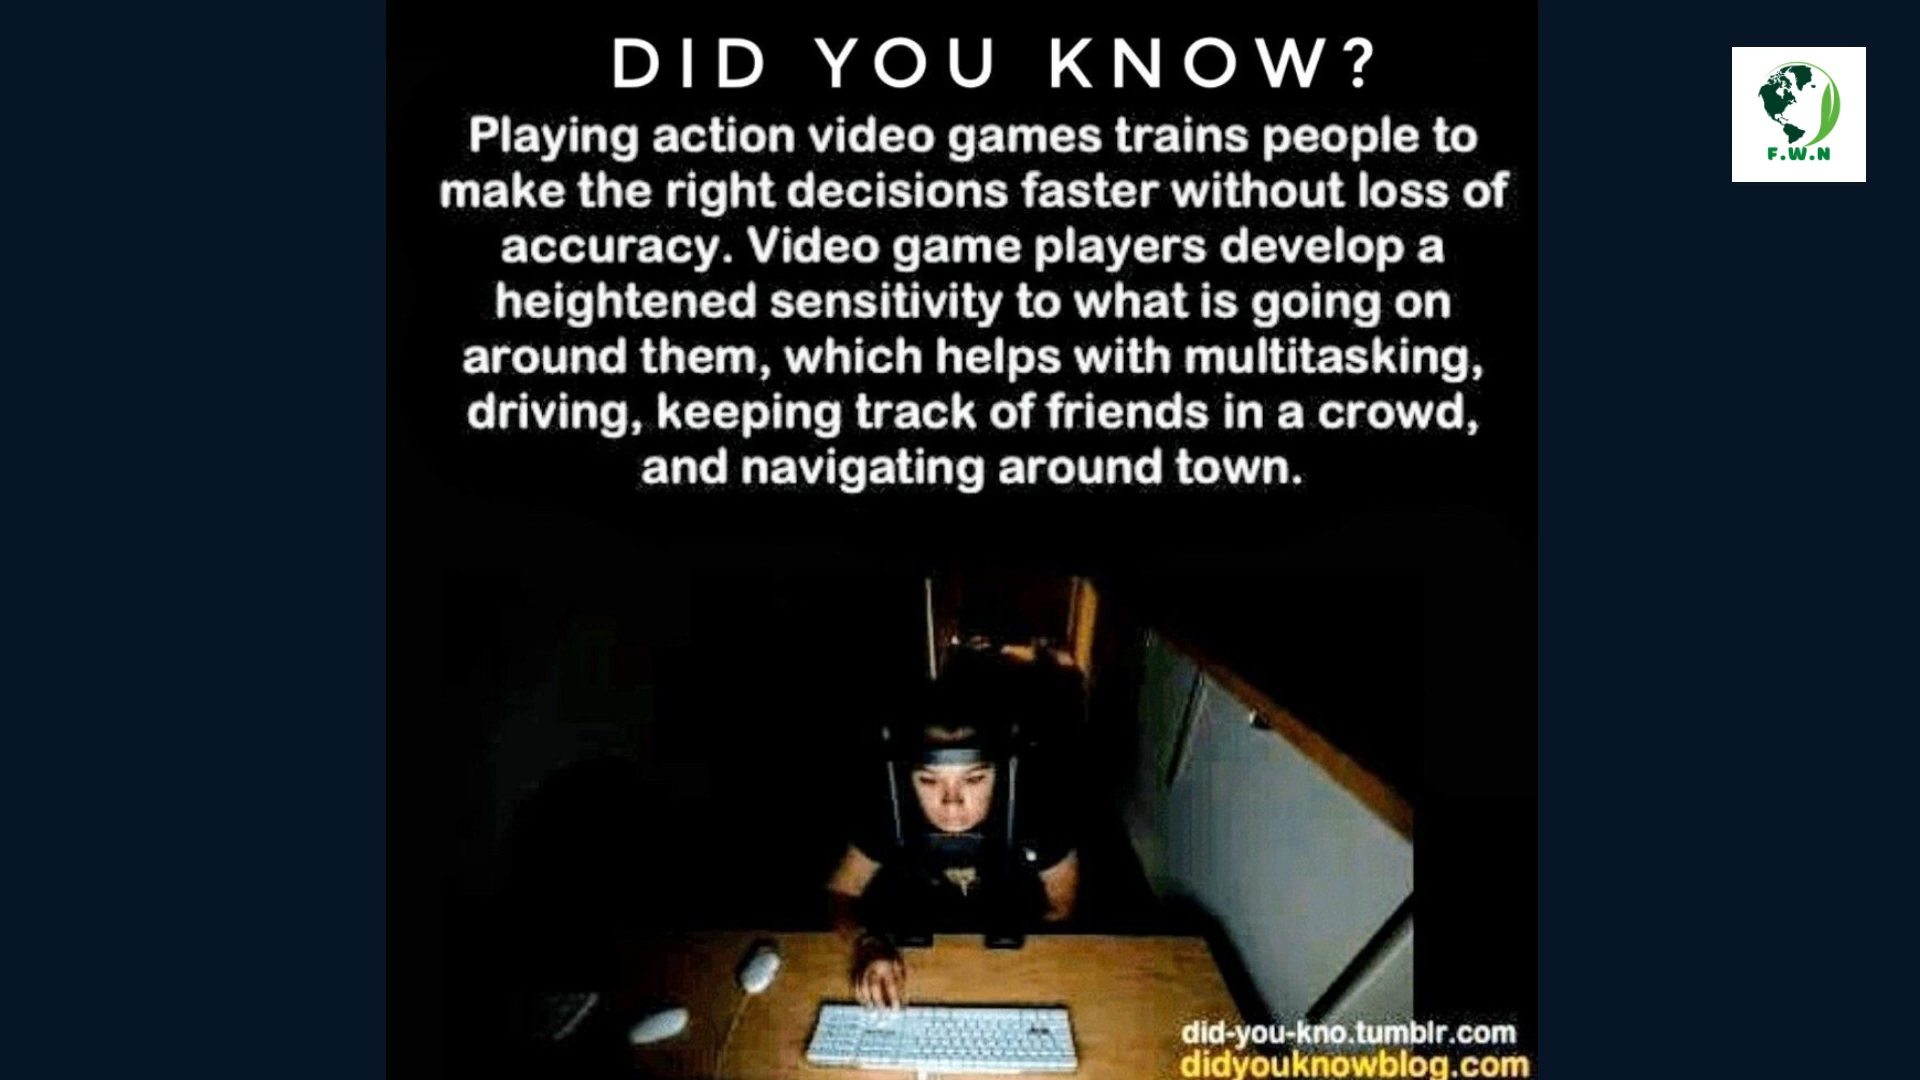 DID YOU KNOW?
Playing action video games trains people to
make the right decisions faster without loss of
accuracy. Video game players develop a
heightened sensitivity to what is going on
around them, which helps with multitasking,
driving, keeping track of friends in a crowd,
and navigating around town.
F.W.N
did-you-kno.tumblr.com
didyouknowblog.com